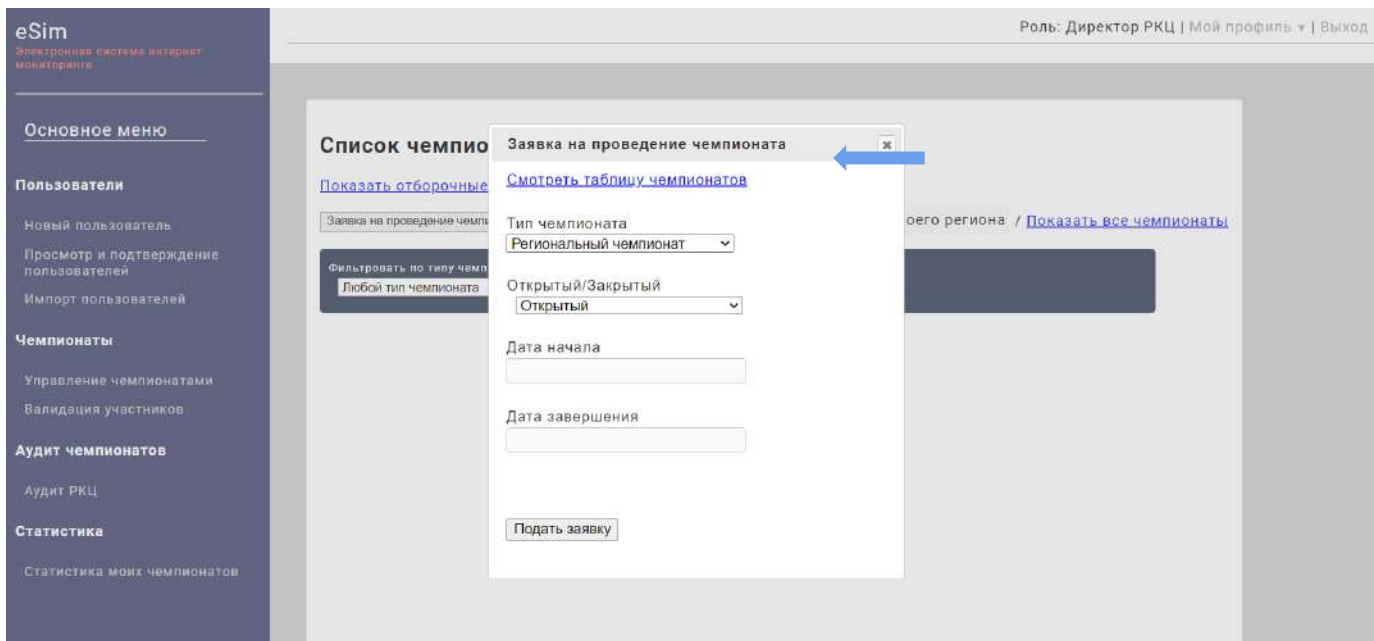 eSim
Электронная система интернет
мониторинга
Роль: Директор РКЦ | Мой профиль ▾ | Выход
Основное меню
Пользователи
Новый пользователь
Просмотр и подтверждение
пользователей
Импорт пользователей
Чемпионаты
Управление чемпионатами
Валидация участников
Аудит чемпионатов
Аудит РКЦ
Статистика
Статистика моих чемпионатов
Список чемпио
Показать отборочные
Заявка на проведение чемпи
оего региона / Показать все чемпионаты
Фильтровать по типу чемп
Любой тип чемпионата
Заявка на проведение чемпионата
Смотреть таблицу чемпионатов
Тип чемпионата
Региональный чемпионат
Открытый/Закрытый
Открытый
Дата начала
Дата завершения
Подать заявку